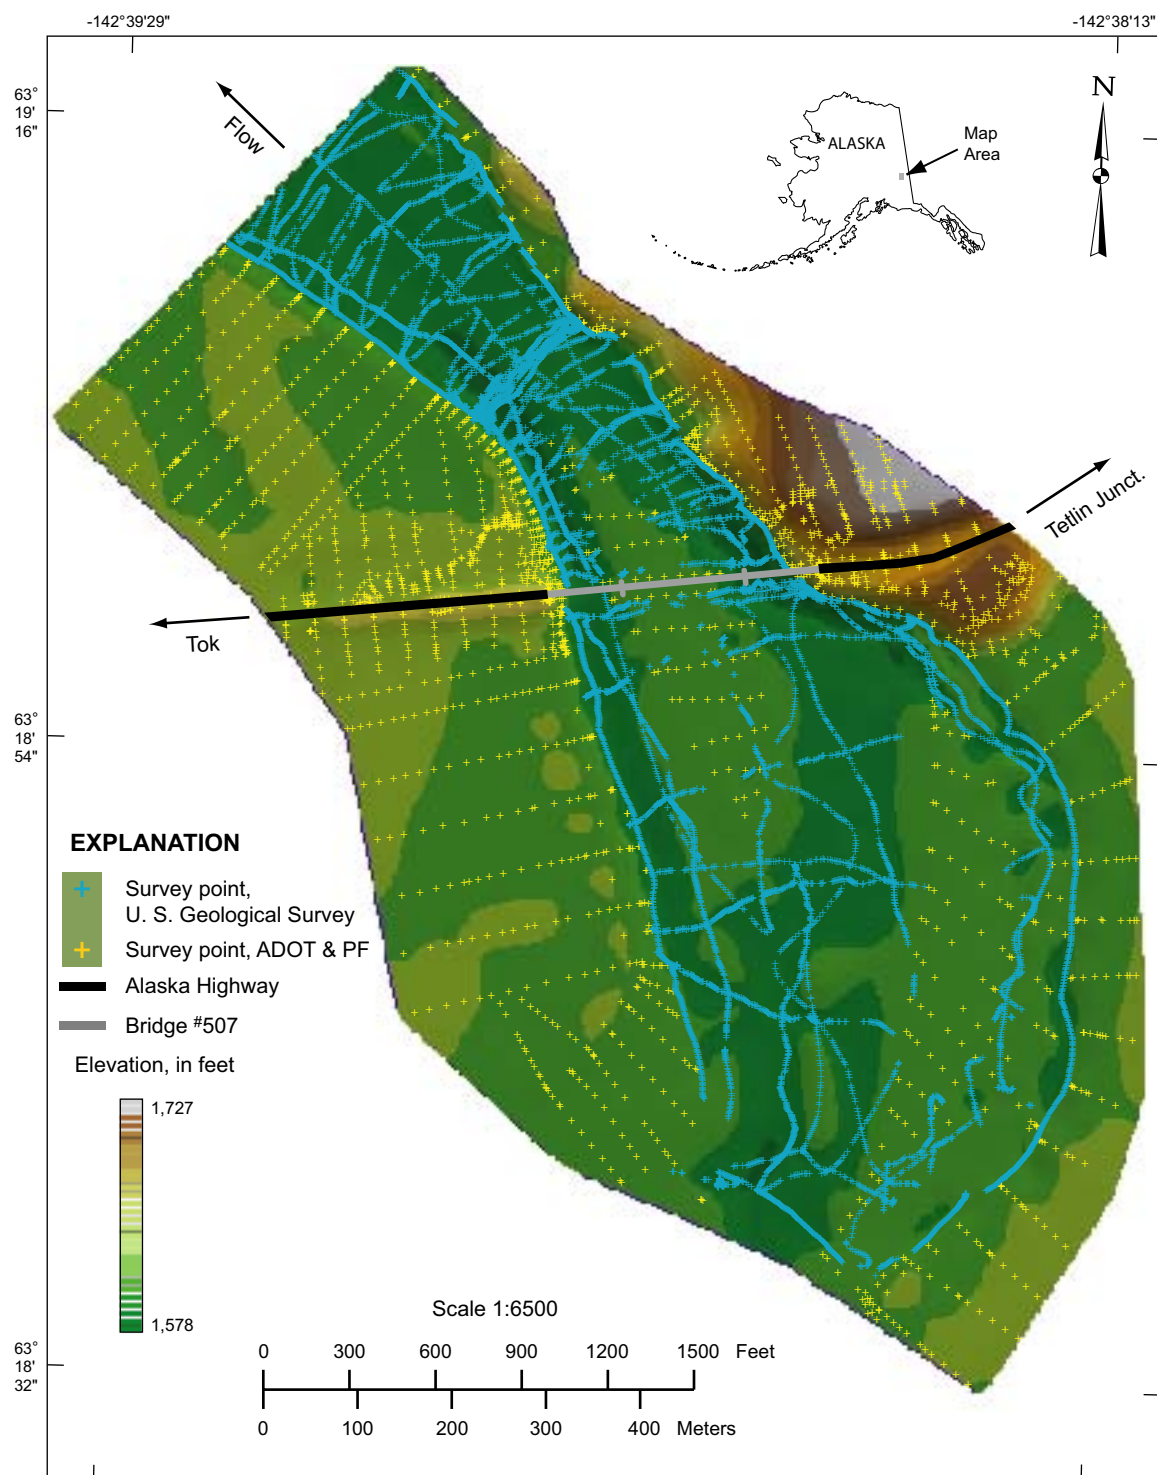 -142°39'29"
-142°38'13"
63°
19'
16"
Flow
N
ALASKA
Map
Area
Tetlin Junct.
Tok
63°
18'
54"
EXPLANATION
Survey point,
U. S. Geological Survey
Survey point, ADOT & PF
Alaska Highway
Bridge #507
Elevation, in feet
1,727
1,578
Scale 1:6500
63°
18'
32"
0 300 600 900 1200 1500 Feet
0 100 200 300 400 Meters